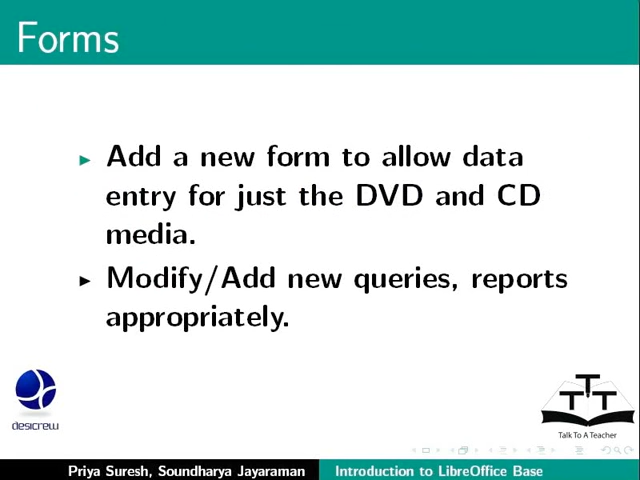 Forms
Add a new form to allow data
entry for just the DVD and CD
media.
Modify/Add new queries, reports
appropriately.
desicrew
T T T
Talk To A Teacher
Priya Suresh, Soundharya Jayaraman
Introduction to LibreOffice Base